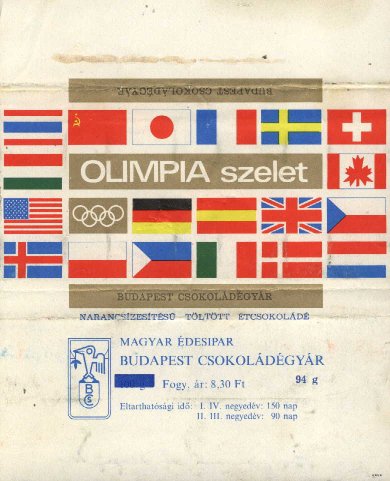 BUDAPEST CSOKOLÁDÉGYÁR
OLIMPIA szelet
BUDAPEST CSOKOLÁDÉGYÁR
NARANCSÍZESÍTÉSŰ TÖLTÖTT ÉTCSOKOLÁDÉ
MAGYAR ÉDESIPAR
BUDAPEST CSOKOLÁDÉGYÁR
Fogy. ár: 8,30 Ft 94 g
Eltarthatósági idő: I. IV. negyedév: 150 nap
II. III. negyedév: 90 nap